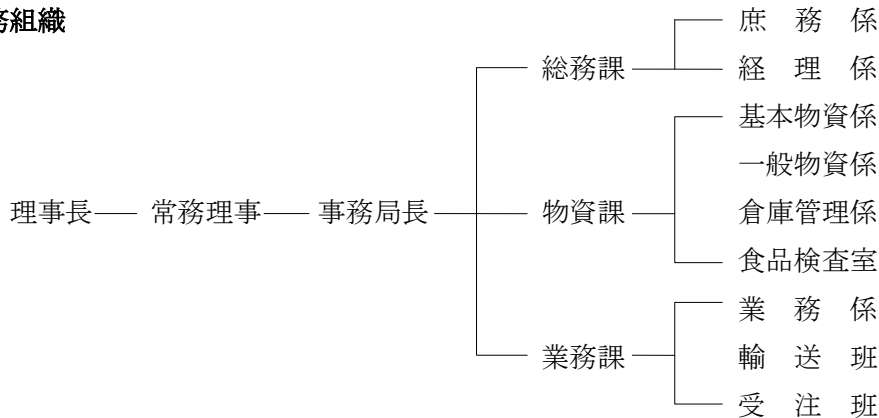 務組織
庶　務　係
総務課　経　理　係
基本物資係
一般物資係
理事長　常務理事　事務局長　物資課　倉庫管理係
食品検査室
業　務　係
業務課　輸　送　班
受　注　班